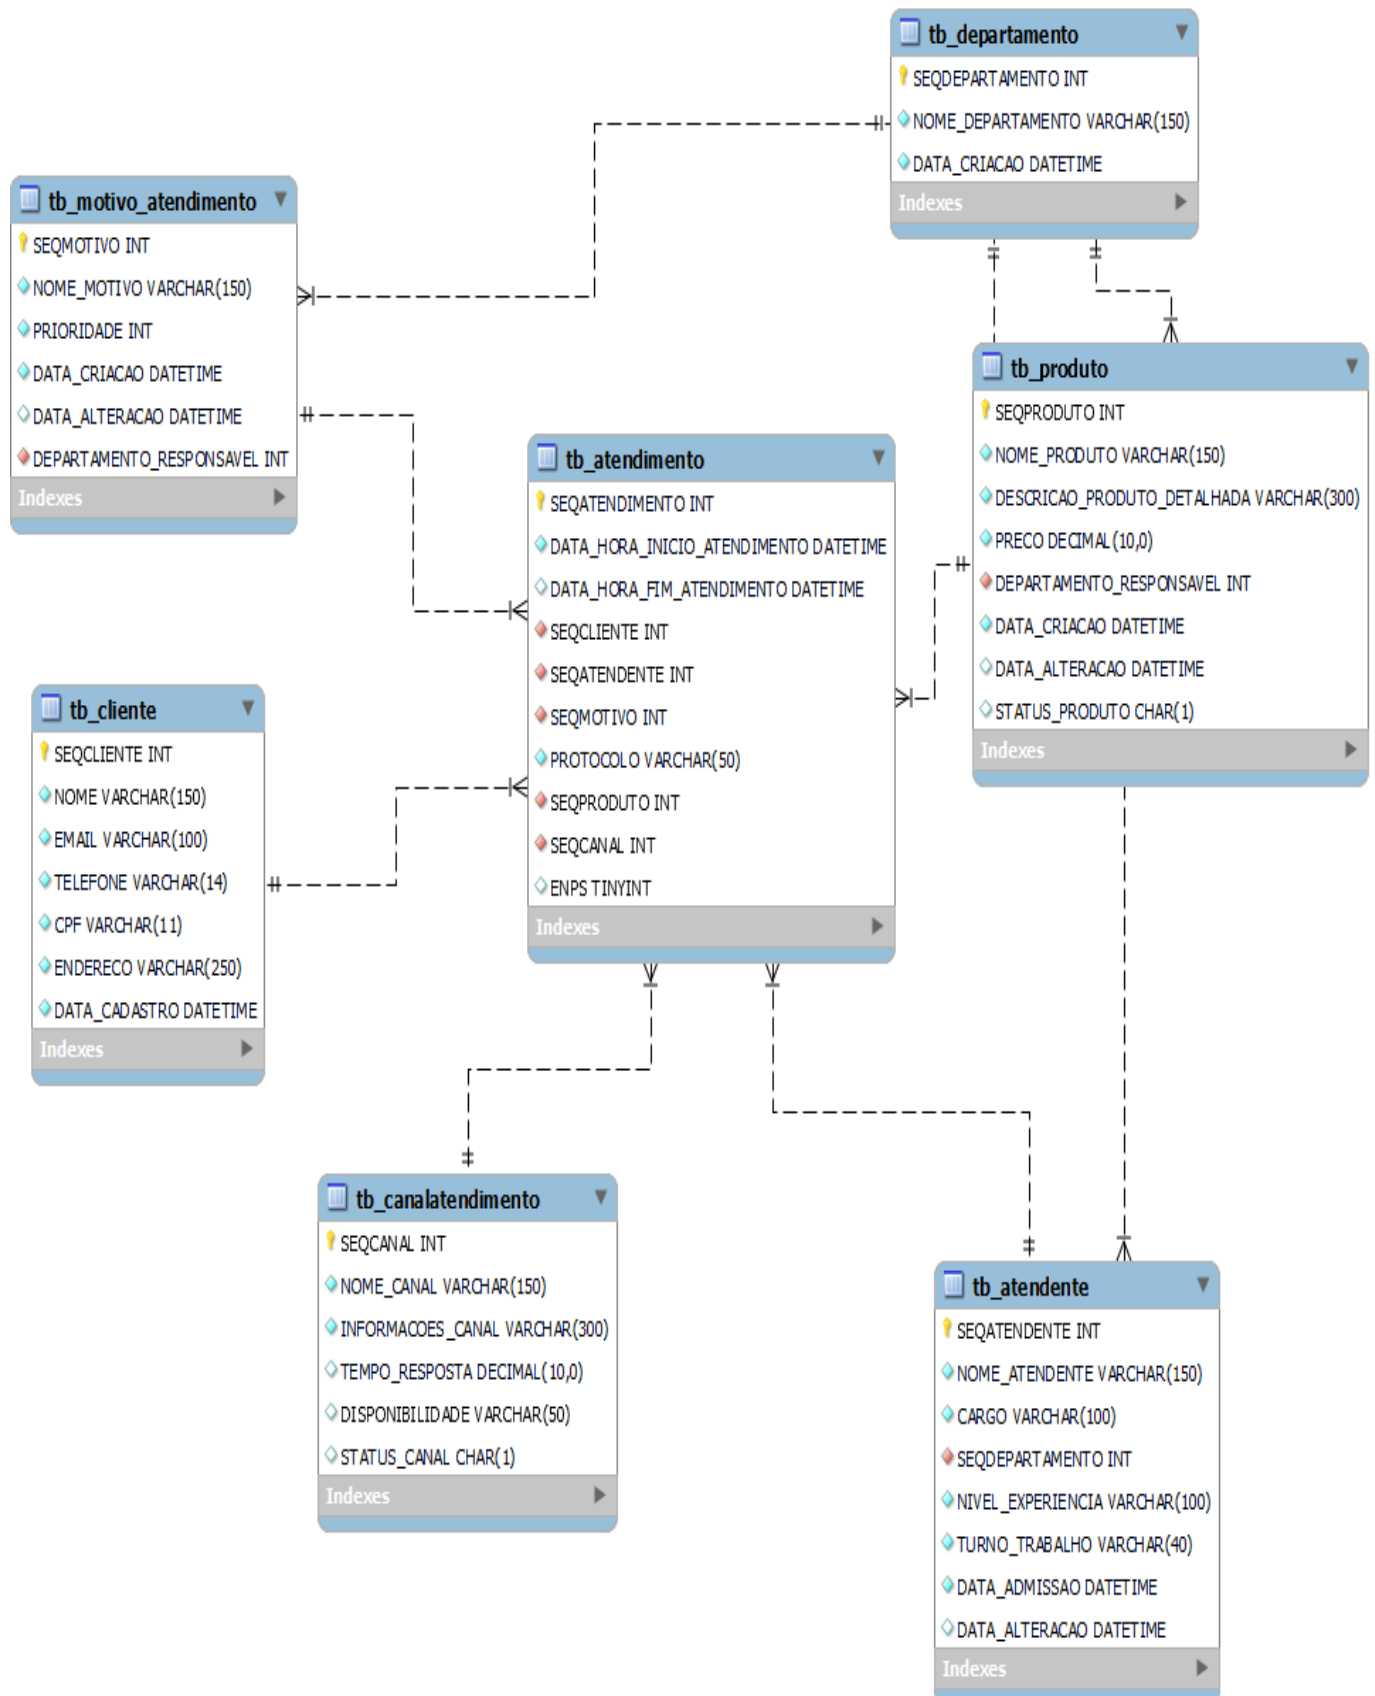 tb_departamento
SEQDEPARTAMENTO INT
NOME_DEPARTAMENTO VARCHAR(150)
DATA_CRIACAO DATETIME
Indexes
tb_motivo_atendimento
SEQMOTIVO INT
NOME_MOTIVO VARCHAR(150)
PRIORIDADE INT
DATA_CRIACAO DATETIME
DATA_ALTERACAO DATETIME
DEPARTAMENTO_RESPONSAVEL INT
Indexes
tb_produto
SEQPRODUTO INT
NOME_PRODUTO VARCHAR(150)
DESCRICAO_PRODUTO_DETALHADA VARCHAR(300)
PRECO DECIMAL(10,0)
DEPARTAMENTO_RESPONSAVEL INT
DATA_CRIACAO DATETIME
DATA_ALTERACAO DATETIME
STATUS_PRODUTO CHAR(1)
Indexes
tb_atendimento
SEQATENDIMENTO INT
DATA_HORA_INICIO_ATENDIMENTO DATETIME
DATA_HORA_FIM_ATENDIMENTO DATETIME
SEQCLIENTE INT
SEQATENDENTE INT
SEQMOTIVO INT
PROTOCOLO VARCHAR(50)
SEQPRODUTO INT
SEQCANAL INT
ENPS TINYINT
Indexes
tb_cliente
SEQCLIENTE INT
NOME VARCHAR(150)
EMAIL VARCHAR(100)
TELEFONE VARCHAR(14)
CPF VARCHAR(11)
ENDERECO VARCHAR(250)
DATA_CADASTRO DATETIME
Indexes
tb_canalatendimento
SEQCANAL INT
NOME_CANAL VARCHAR(150)
INFORMACOES_CANAL VARCHAR(300)
TEMPO_RESPOSTA DECIMAL(10,0)
DISPONIBILIDADE VARCHAR(50)
STATUS_CANAL CHAR(1)
Indexes
tb_atendente
SEQATENDENTE INT
NOME_ATENDENTE VARCHAR(150)
CARGO VARCHAR(100)
SEQDEPARTAMENTO INT
NIVEL_EXPERIENCIA VARCHAR(100)
TURNO_TRABALHO VARCHAR(40)
DATA_ADMISSAO DATETIME
DATA_ALTERACAO DATETIME
Indexes